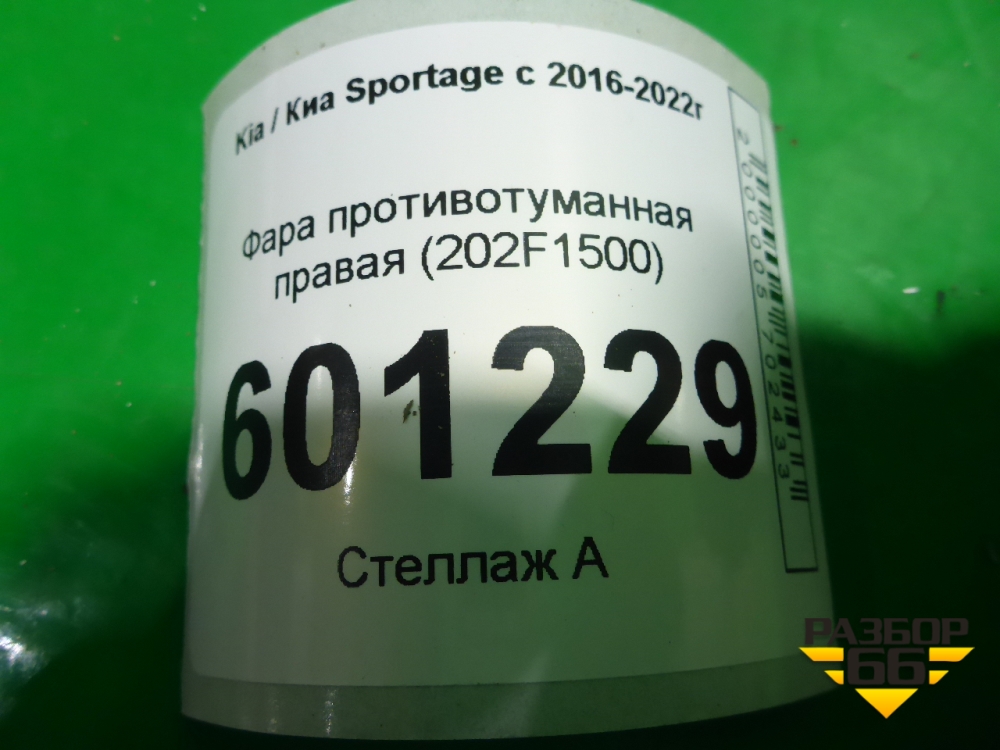 Kia / Киа Sportage с 2016-2022г
Фара противотуманная
правая (202F1500)
601229
Стеллаж А
2000005702433
РАЗБОР
66